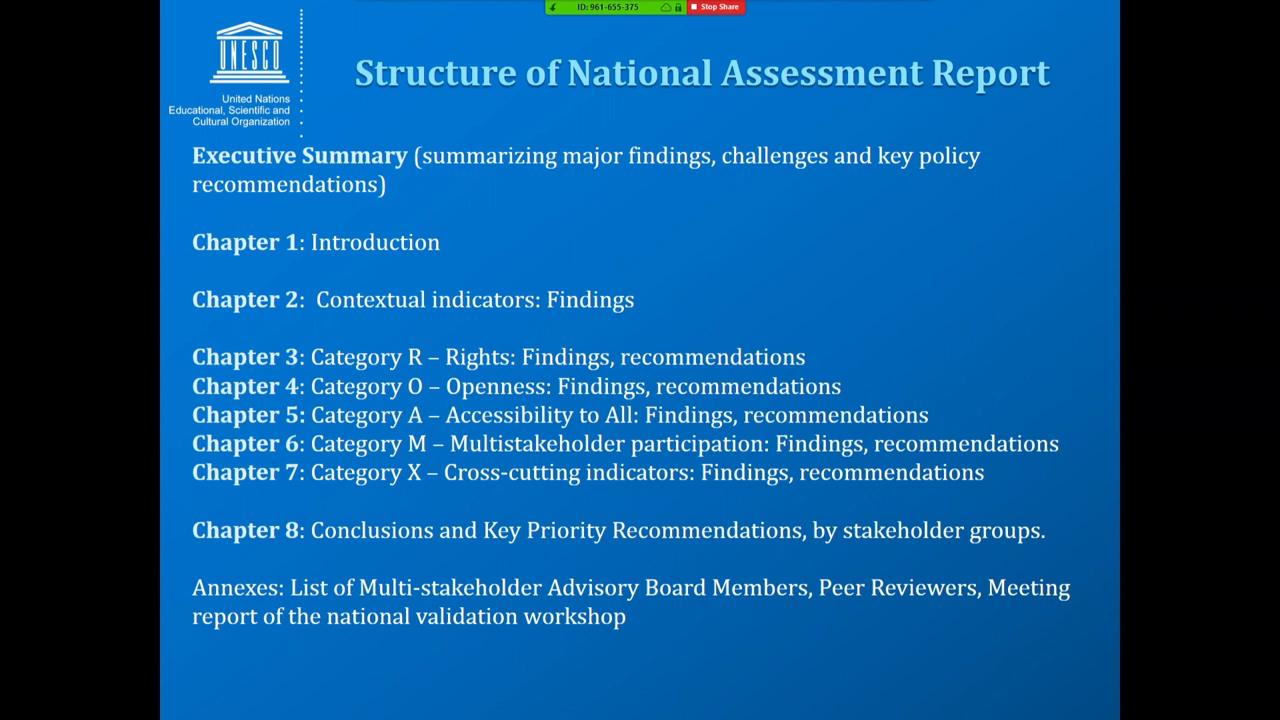 ID: 961-655-375
Stop Share
UNESCO
United Nations
Educational, Scientific and
Cultural Organization
Structure of National Assessment Report
Executive Summary (summarizing major findings, challenges and key policy
recommendations)
Chapter 1: Introduction
Chapter 2:  Contextual indicators: Findings
Chapter 3: Category R – Rights: Findings, recommendations
Chapter 4: Category O – Openness: Findings, recommendations
Chapter 5: Category A – Accessibility to All: Findings, recommendations
Chapter 6: Category M – Multistakeholder participation: Findings, recommendations
Chapter 7: Category X – Cross-cutting indicators: Findings, recommendations
Chapter 8: Conclusions and Key Priority Recommendations, by stakeholder groups.
Annexes: List of Multi-stakeholder Advisory Board Members, Peer Reviewers, Meeting
report of the national validation workshop